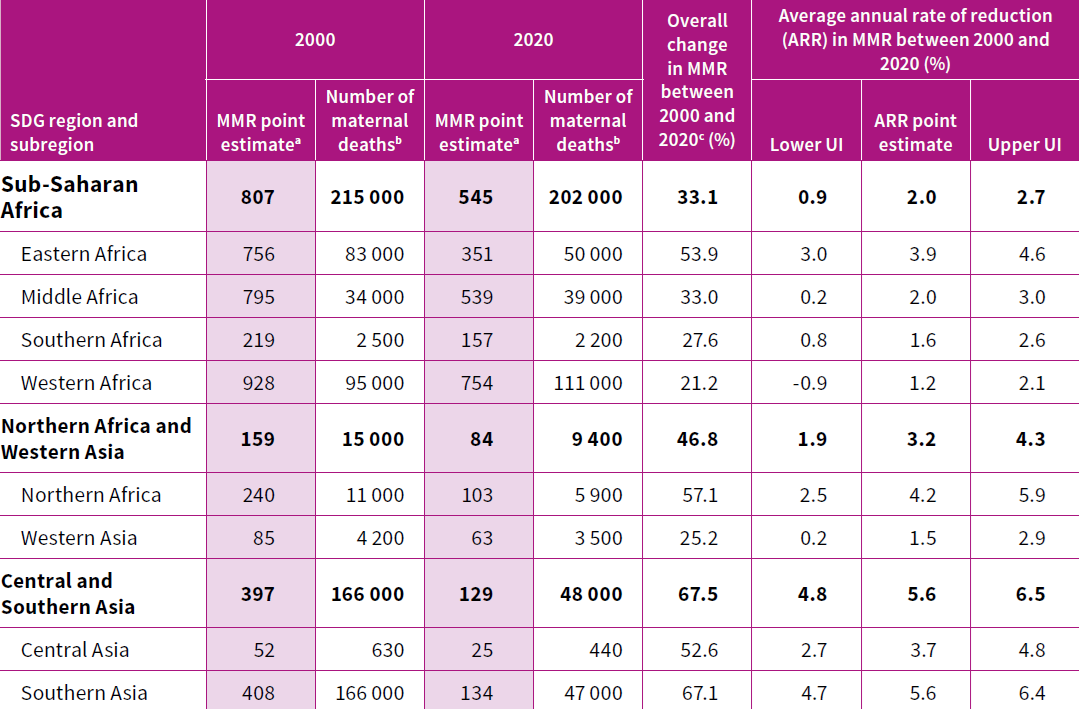 SDG region and subregion | 2000 | 2020 | Overall change in MMR between 2000 and 2020ᶜ (%) | Average annual rate of reduction (ARR) in MMR between 2000 and 2020 (%)
MMR point estimateᵃ | Number of maternal deathsᵇ | MMR point estimateᵃ | Number of maternal deathsᵇ | Lower UI | ARR point estimate | Upper UI
Sub-Saharan Africa | 807 | 215 000 | 545 | 202 000 | 33.1 | 0.9 | 2.0 | 2.7
Eastern Africa | 756 | 83 000 | 351 | 50 000 | 53.9 | 3.0 | 3.9 | 4.6
Middle Africa | 795 | 34 000 | 539 | 39 000 | 33.0 | 0.2 | 2.0 | 3.0
Southern Africa | 219 | 2 500 | 157 | 2 200 | 27.6 | 0.8 | 1.6 | 2.6
Western Africa | 928 | 95 000 | 754 | 111 000 | 21.2 | -0.9 | 1.2 | 2.1
Northern Africa and Western Asia | 159 | 15 000 | 84 | 9 400 | 46.8 | 1.9 | 3.2 | 4.3
Northern Africa | 240 | 11 000 | 103 | 5 900 | 57.1 | 2.5 | 4.2 | 5.9
Western Asia | 85 | 4 200 | 63 | 3 500 | 25.2 | 0.2 | 1.5 | 2.9
Central and Southern Asia | 397 | 166 000 | 129 | 48 000 | 67.5 | 4.8 | 5.6 | 6.5
Central Asia | 52 | 630 | 25 | 440 | 52.6 | 2.7 | 3.7 | 4.8
Southern Asia | 408 | 166 000 | 134 | 47 000 | 67.1 | 4.7 | 5.6 | 6.4